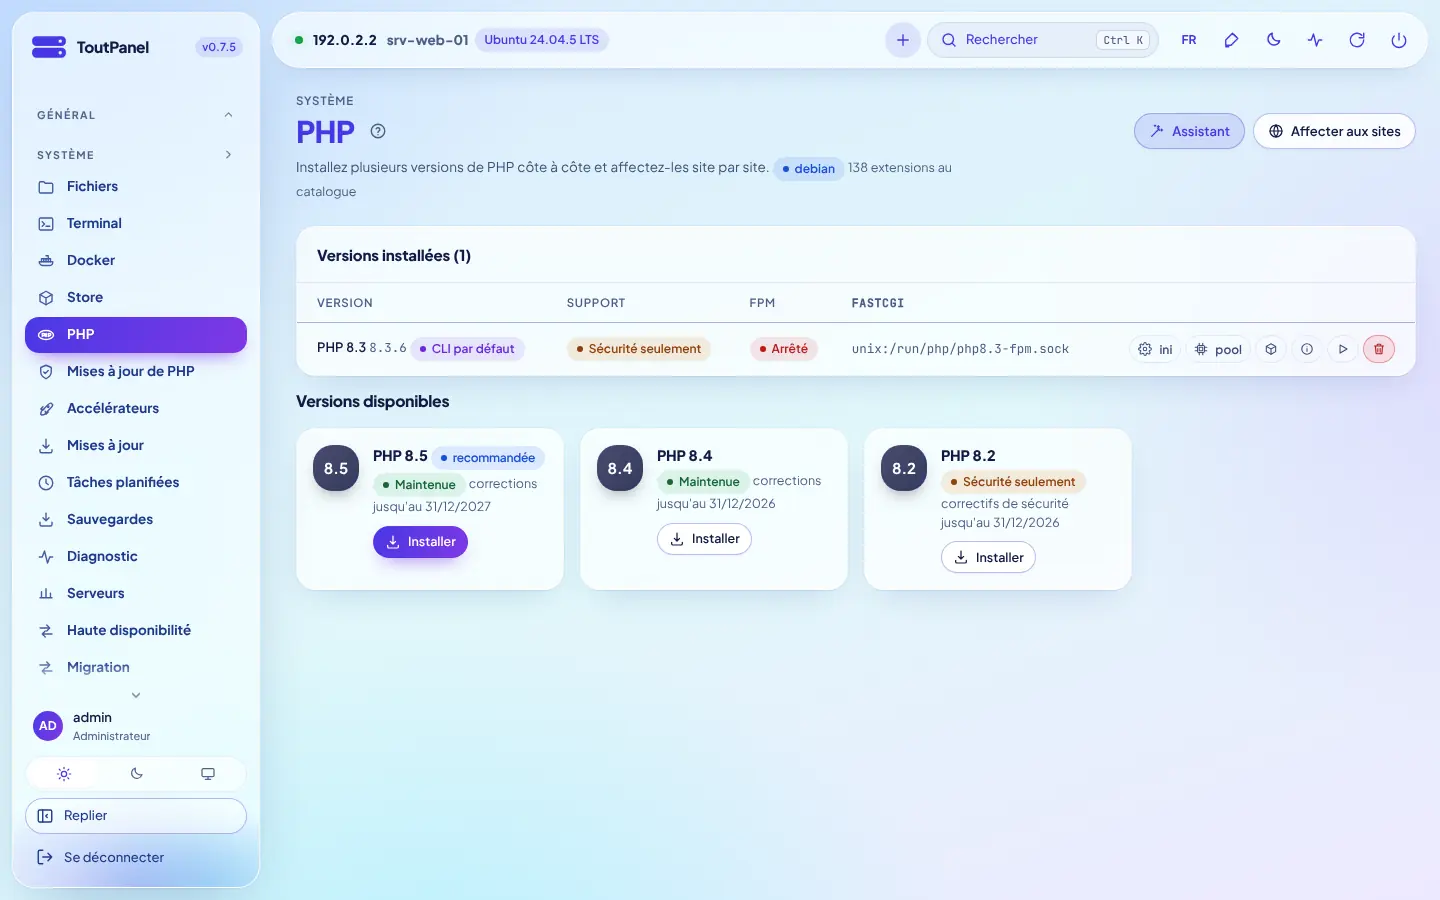 ToutPanel
v0.7.5
GÉNÉRAL
SYSTÈME
Fichiers
Terminal
Docker
Store
PHP
Mises à jour de PHP
Accélérateurs
Mises à jour
Tâches planifiées
Sauvegardes
Diagnostic
Serveurs
Haute disponibilité
Migration
AD
admin
Administrateur
Replier
Se déconnecter
192.0.2.2 srv-web-01 Ubuntu 24.04.5 LTS
Rechercher
Ctrl K
FR
SYSTÈME
PHP
Assistant
Affecter aux sites
Installez plusieurs versions de PHP côte à côte et affectez-les site par site. debian 138 extensions au
catalogue
Versions installées (1)
VERSION SUPPORT FPM FASTCGI
PHP 8.3 8.3.6 CLI par défaut Sécurité seulement Arrêté unix:/run/php/php8.3-fpm.sock ini pool
Versions disponibles
8.5
PHP 8.5 recommandée
Maintenue corrections
jusqu'au 31/12/2027
Installer
8.4
PHP 8.4
Maintenue corrections
jusqu'au 31/12/2026
Installer
8.2
PHP 8.2
Sécurité seulement
correctifs de sécurité
jusqu'au 31/12/2026
Installer